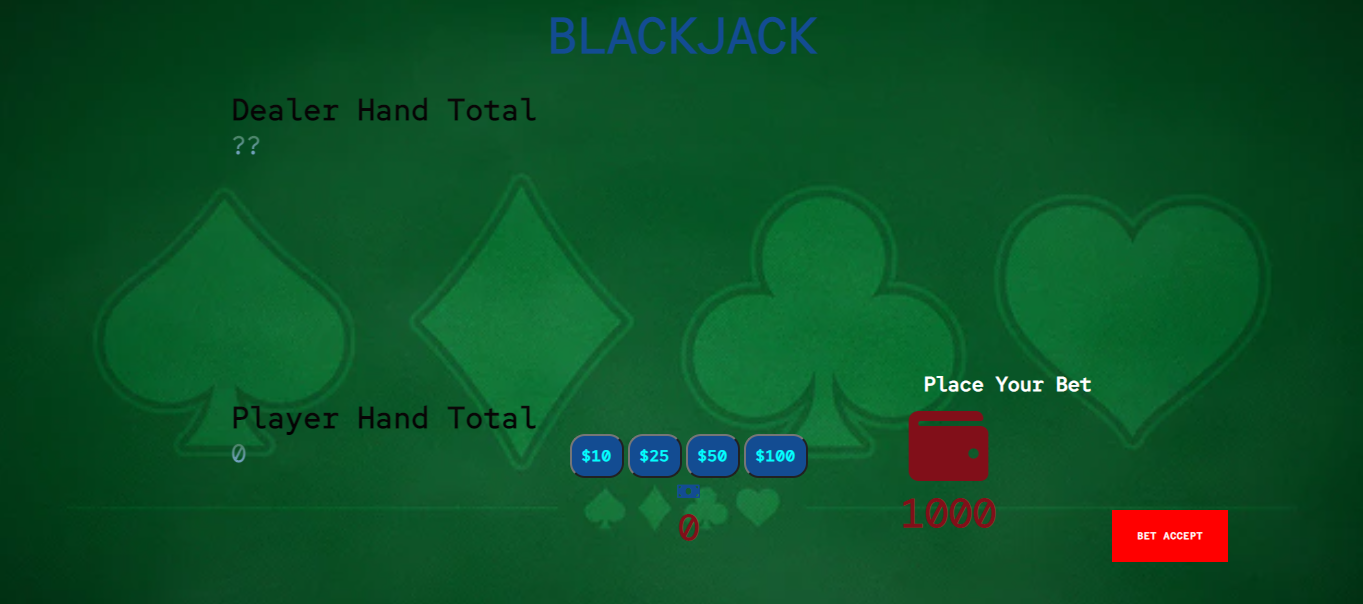 BLACKJACK
Dealer Hand Total
??
Place Your Bet
Player Hand Total
0
$10 $25 $50 $100
0
1000
BET ACCEPT